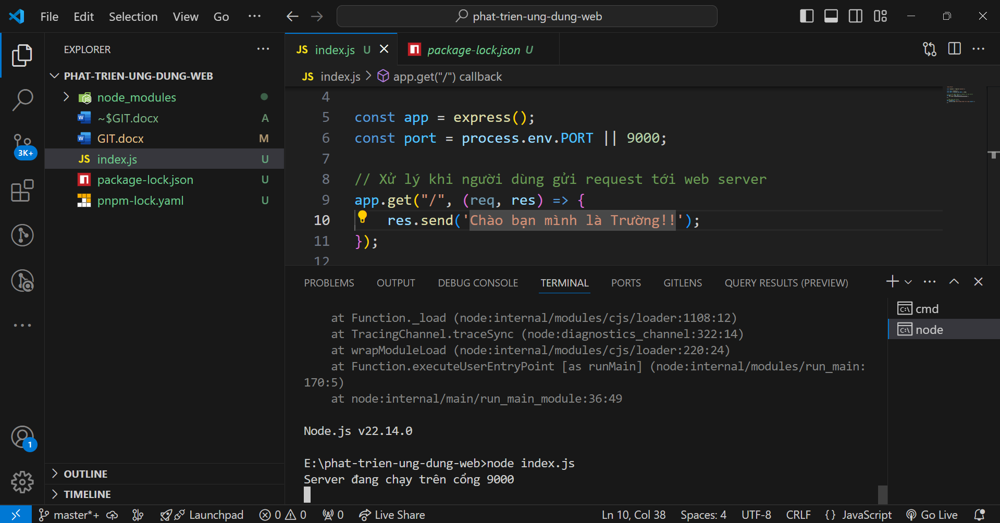 File Edit Selection View Go ··· phat-trien-ung-dung-web
EXPLORER ···
PHAT-TRIEN-UNG-DUNG-WEB
node_modules
~$GIT.docx A
GIT.docx M
index.js U
package-lock.json U
pnpm-lock.yaml U
3K+
1
OUTLINE
TIMELINE
JS index.js U package-lock.json U
JS index.js > app.get("/") callback
4
5 const app = express();
6 const port = process.env.PORT || 9000;
7
8 // Xử lý khi người dùng gửi request tới web server
9 app.get("/", (req, res) => {
10 res.send('Chào bạn mình là Trường!!');
11 });
12
PROBLEMS OUTPUT DEBUG CONSOLE TERMINAL PORTS GITLENS QUERY RESULTS (PREVIEW)
at Function._load (node:internal/modules/cjs/loader:1108:12)
at TracingChannel.traceSync (node:diagnostics_channel:322:14)
at wrapModuleLoad (node:internal/modules/cjs/loader:220:24)
at Function.executeUserEntryPoint [as runMain] (node:internal/modules/run_main:
170:5)
at node:internal/main/run_main_module:36:49
Node.js v22.14.0
E:\phat-trien-ung-dung-web>node index.js
Server đang chạy trên cổng 9000
cmd
node
master*+ Launchpad 0 0 0 Live Share Ln 10, Col 38 Spaces: 4 UTF-8 CRLF {} JavaScript Go Live